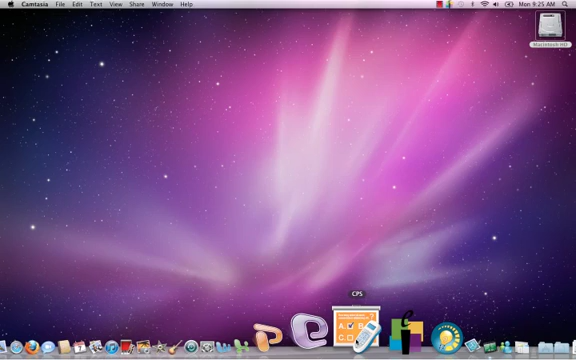 Camtasia File Edit Text View Share Window Help Mon 9:25 AM
Macintosh HD
CPS
A. B.
C.